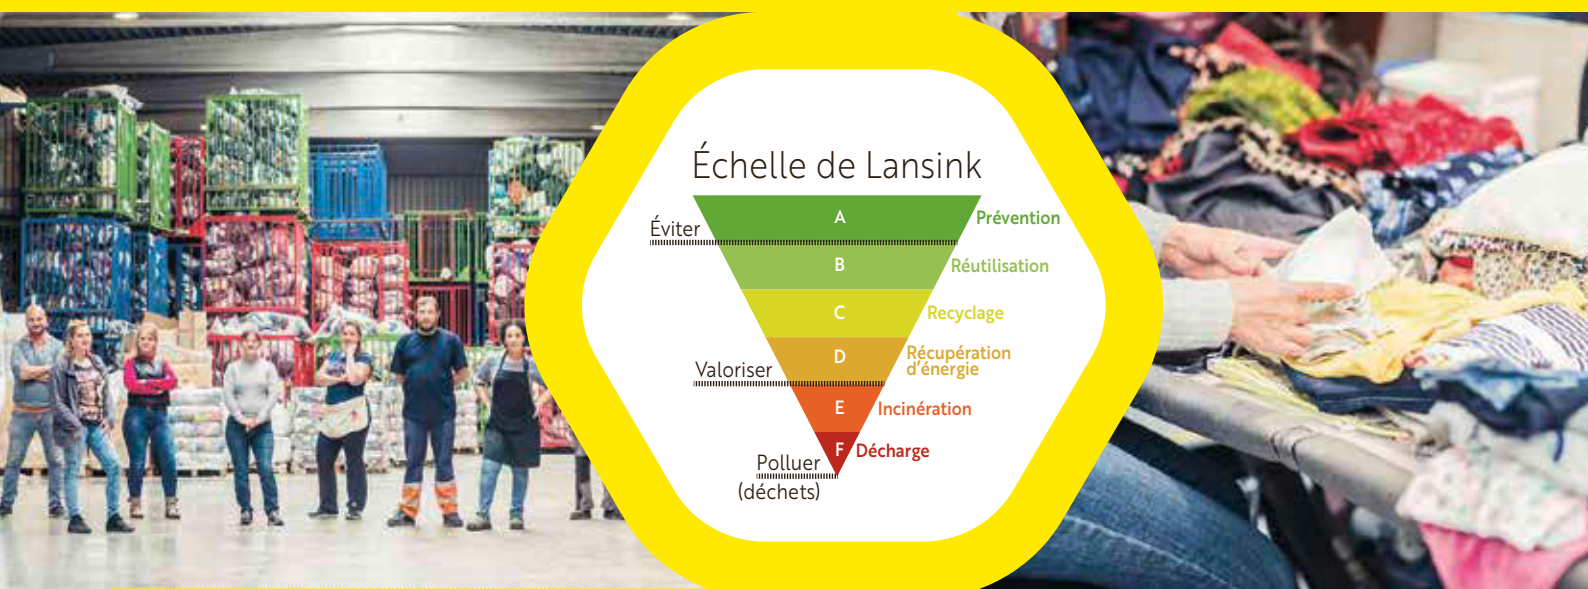 Échelle de Lansink
A
Prévention
Éviter
B
Réutilisation
C
Recyclage
D
Récupération
d'énergie
Valoriser
E
Incinération
F
Décharge
Polluer
(déchets)